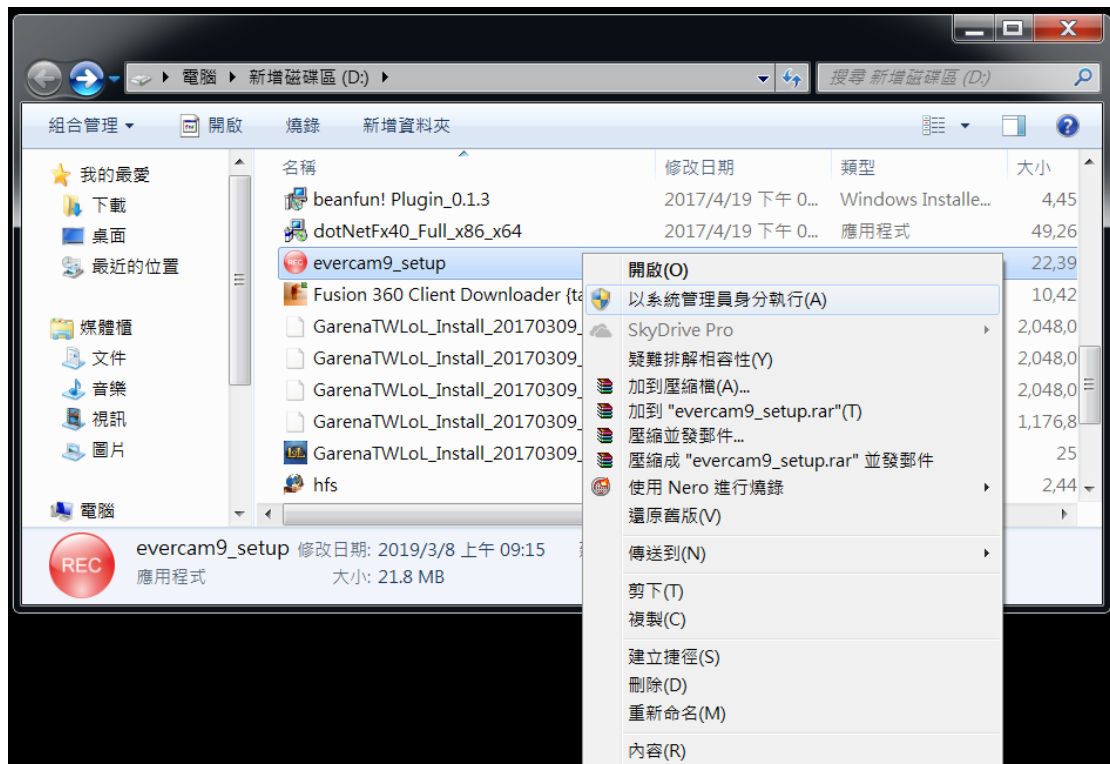 電腦 ▸ 新增磁碟區 (D:) ▸
搜尋 新增磁碟區 (D:)
組合管理 開啟 燒錄 新增資料夾
我的最愛
下載
桌面
最近的位置
媒體櫃
文件
音樂
視訊
圖片
電腦
名稱 修改日期 類型 大小
beanfun! Plugin_0.1.3 2017/4/19 下午 0... Windows Installe... 4,45
dotNetFx40_Full_x86_x64 2017/4/19 下午 0... 應用程式 49,26
evercam9_setup 22,39
Fusion 360 Client Downloader {ta 10,42
GarenaTWLoL_Install_20170309_ 2,048,0
GarenaTWLoL_Install_20170309_ 2,048,0
GarenaTWLoL_Install_20170309_ 2,048,0
GarenaTWLoL_Install_20170309_ 1,176,8
GarenaTWLoL_Install_20170309_ 25
hfs 2,44
開啟(O)
以系統管理員身分執行(A)
SkyDrive Pro
疑難排解相容性(Y)
加到壓縮檔(A)...
加到 "evercam9_setup.rar"(T)
壓縮並發郵件...
壓縮成 "evercam9_setup.rar" 並發郵件
使用 Nero 進行燒錄
還原舊版(V)
傳送到(N)
剪下(T)
複製(C)
建立捷徑(S)
刪除(D)
重新命名(M)
內容(R)
REC
evercam9_setup 修改日期: 2019/3/8 上午 09:15
應用程式 大小: 21.8 MB